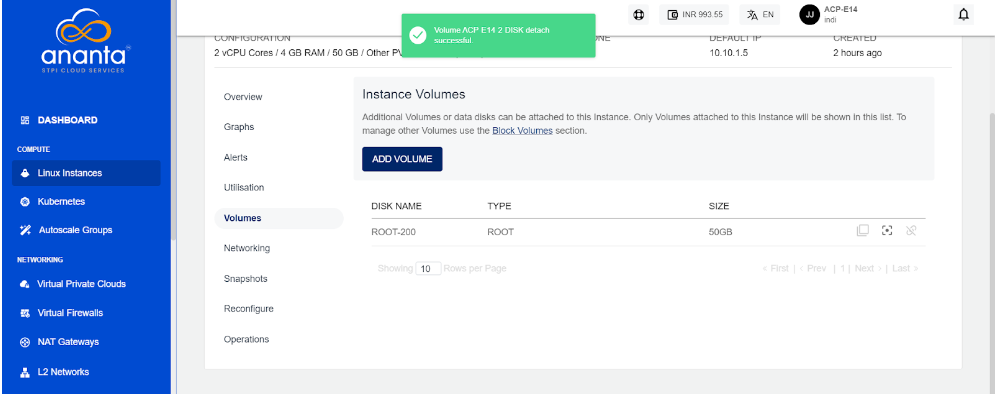 ananta
STPI CLOUD SERVICES
DASHBOARD
COMPUTE
Linux Instances
Kubernetes
Autoscale Groups
NETWORKING
Virtual Private Clouds
Virtual Firewalls
NAT Gateways
L2 Networks
INR 993.55
EN
JJ
ACP-E14
indi
Volume ACP-E14-2 DISK detach
successful.
CONFIGURATION
DEFAULT IP
CREATED
2 vCPU Cores / 4 GB RAM / 50 GB / Other
10.10.1.5
2 hours ago
Overview
Graphs
Alerts
Utilisation
Volumes
Networking
Snapshots
Reconfigure
Operations
Instance Volumes
Additional Volumes or data disks can be attached to this Instance. Only Volumes attached to this Instance will be shown in this list. To
manage other Volumes use the Block Volumes section.
ADD VOLUME
DISK NAME TYPE SIZE
ROOT-200 ROOT 50GB
Showing 10 Rows per Page
‹ First | ‹ Prev | 1 | Next › | Last »